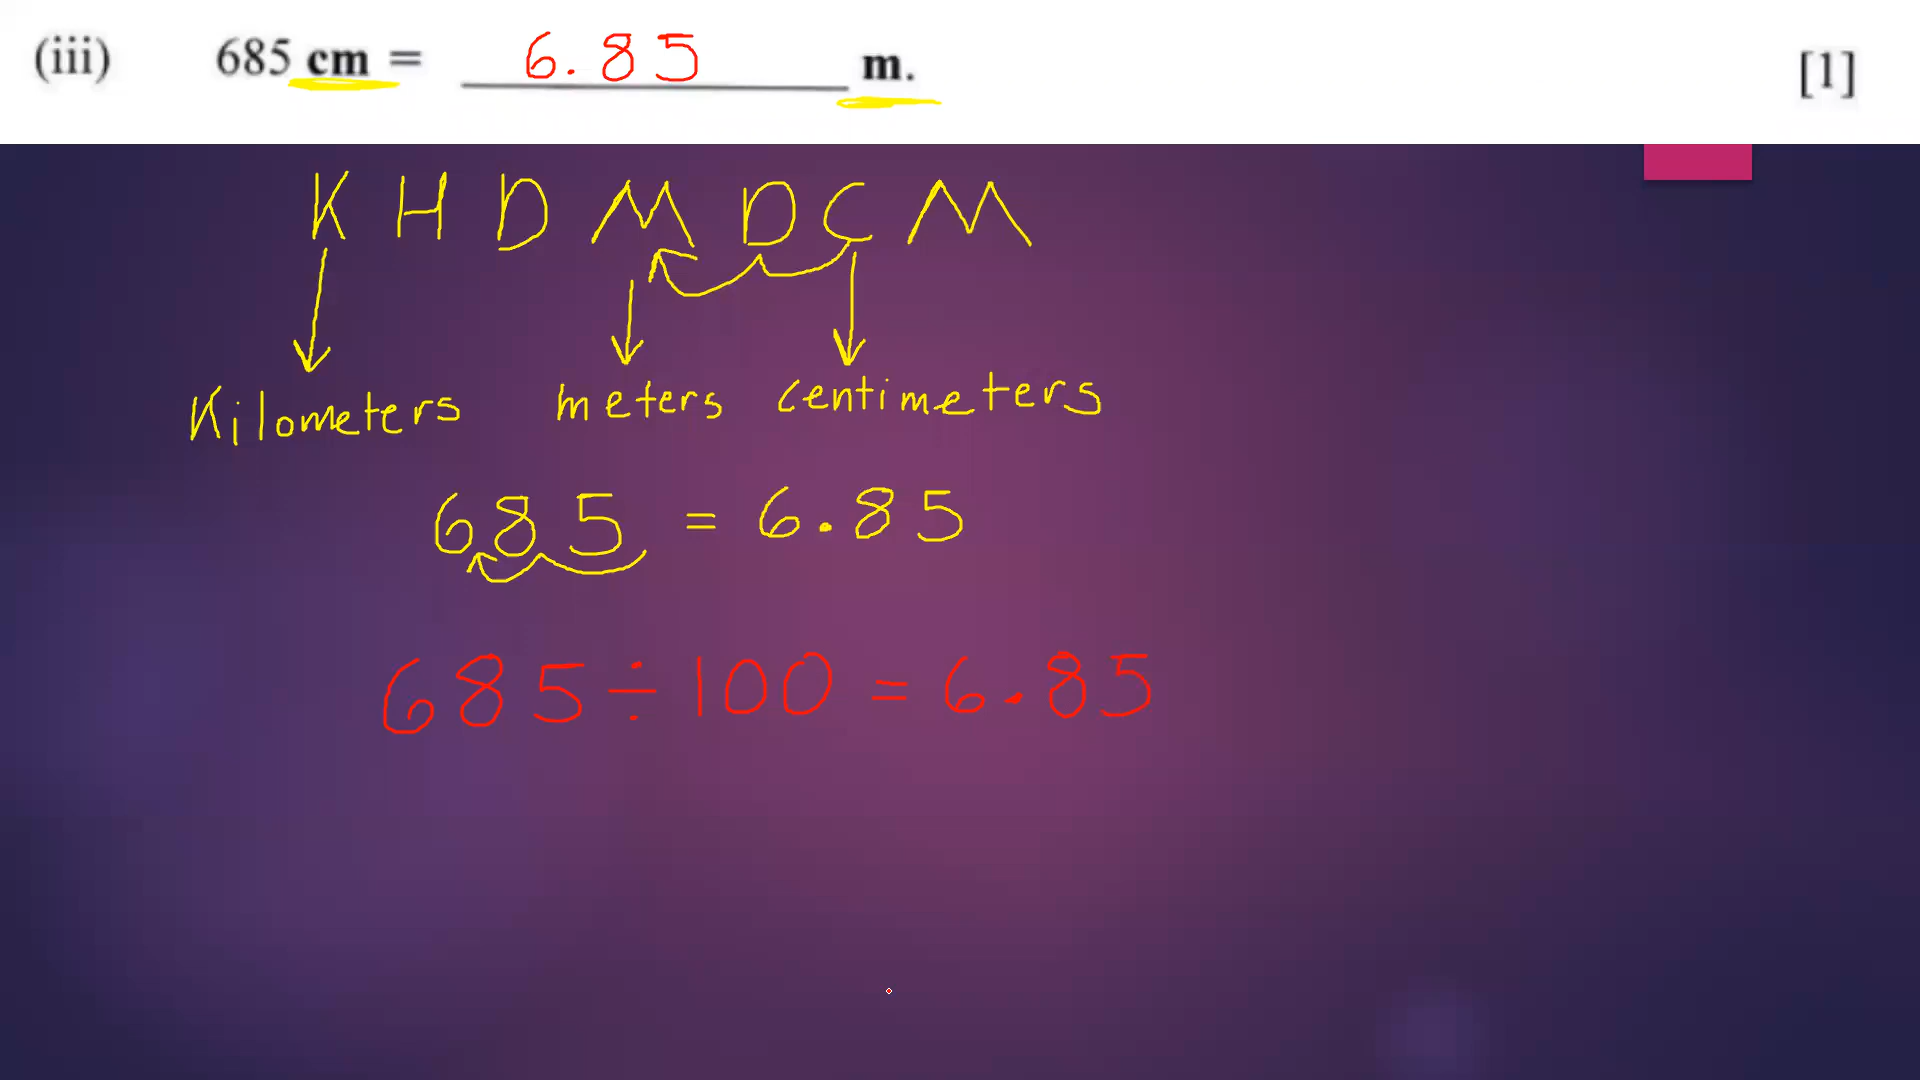 (iii) 685 cm = 6.85 m. [1]
K H D M D C M
Kilometers meters centimeters
685 = 6.85
685 ÷ 100 = 6.85